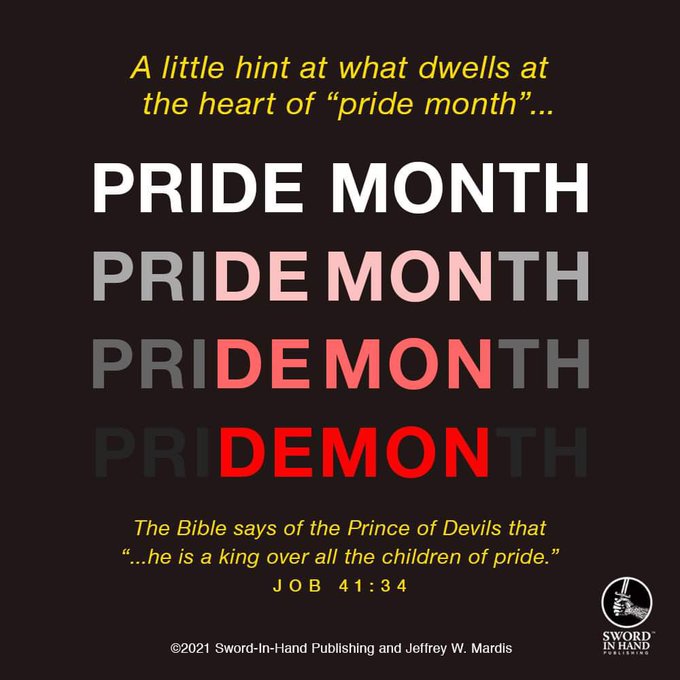 A little hint at what dwells at
the heart of “pride month”...
PRIDE MONTH
PRIDE MONTH
PRIDEMONTH
PRIDEMONTH
The Bible says of the Prince of Devils that
“...he is a king over all the children of pride.”
JOB 41:34
SWORD™
IN HAND
PUBLISHING
©2021 Sword-In-Hand Publishing and Jeffrey W. Mardis